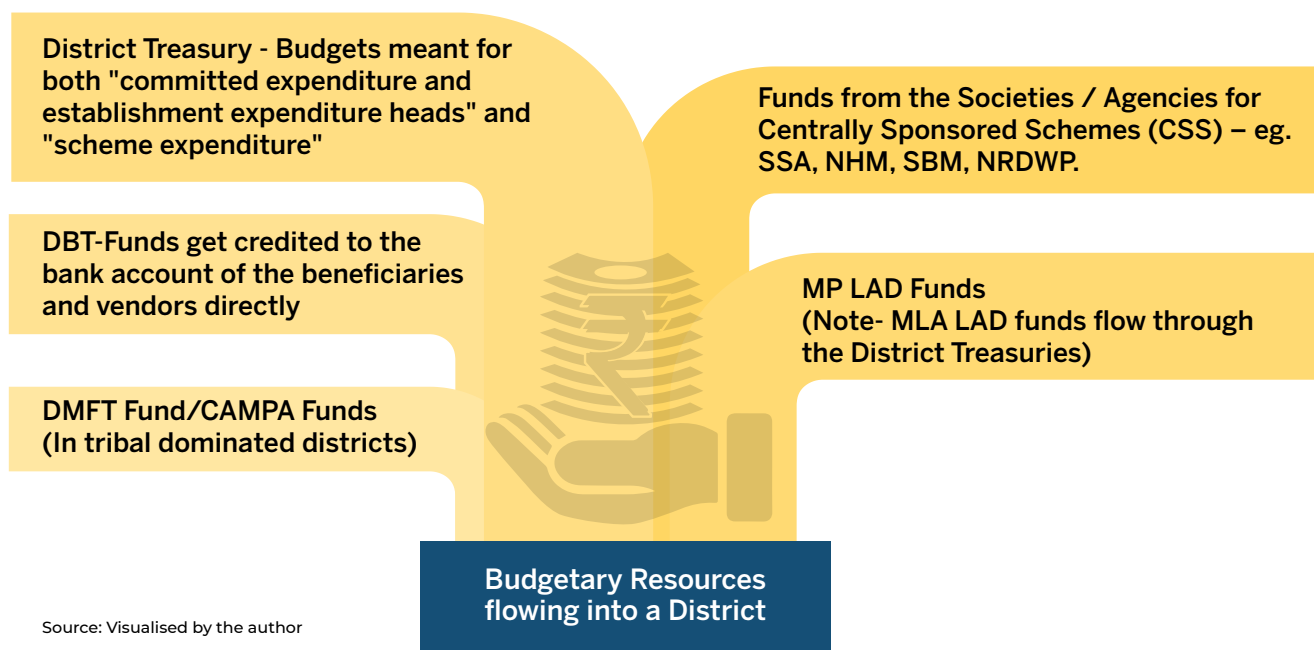 District Treasury - Budgets meant for
both "committed expenditure and
establishment expenditure heads" and
"scheme expenditure"
DBT-Funds get credited to the
bank account of the beneficiaries
and vendors directly
DMFT Fund/CAMPA Funds
(In tribal dominated districts)
Funds from the Societies / Agencies for
Centrally Sponsored Schemes (CSS) – eg.
SSA, NHM, SBM, NRDWP.
MP LAD Funds
(Note- MLA LAD funds flow through
the District Treasuries)
₹
Budgetary Resources
flowing into a District
Source: Visualised by the author